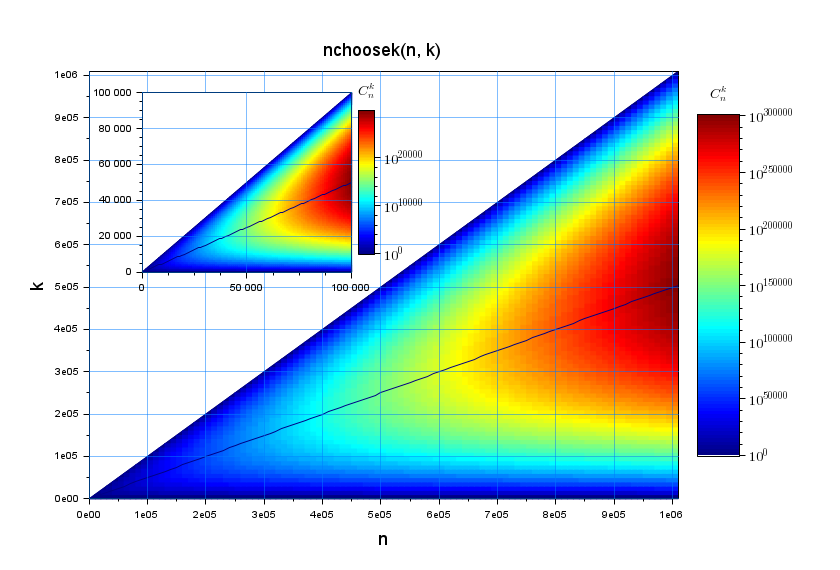 nchoosek(n, k)
k
1e06
9e05
8e05
7e05
6e05
5e05
4e05
3e05
2e05
1e05
0e00
100 000
80 000
60 000
40 000
20 000
0
0 50 000 100 000
C_n^k
10^20000
10^10000
10^0
C_n^k
10^300000
10^250000
10^200000
10^150000
10^100000
10^50000
10^0
0e00 1e05 2e05 3e05 4e05 5e05 6e05 7e05 8e05 9e05 1e06
n